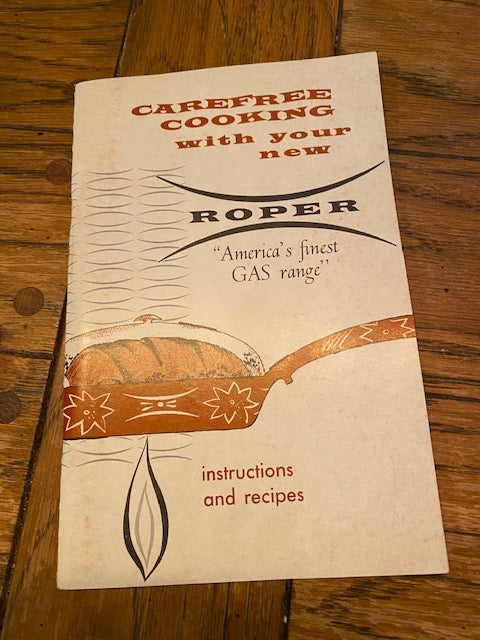 CAREFREE
COOKING
with your
new
ROPER
"America's finest
GAS range"
instructions
and recipes